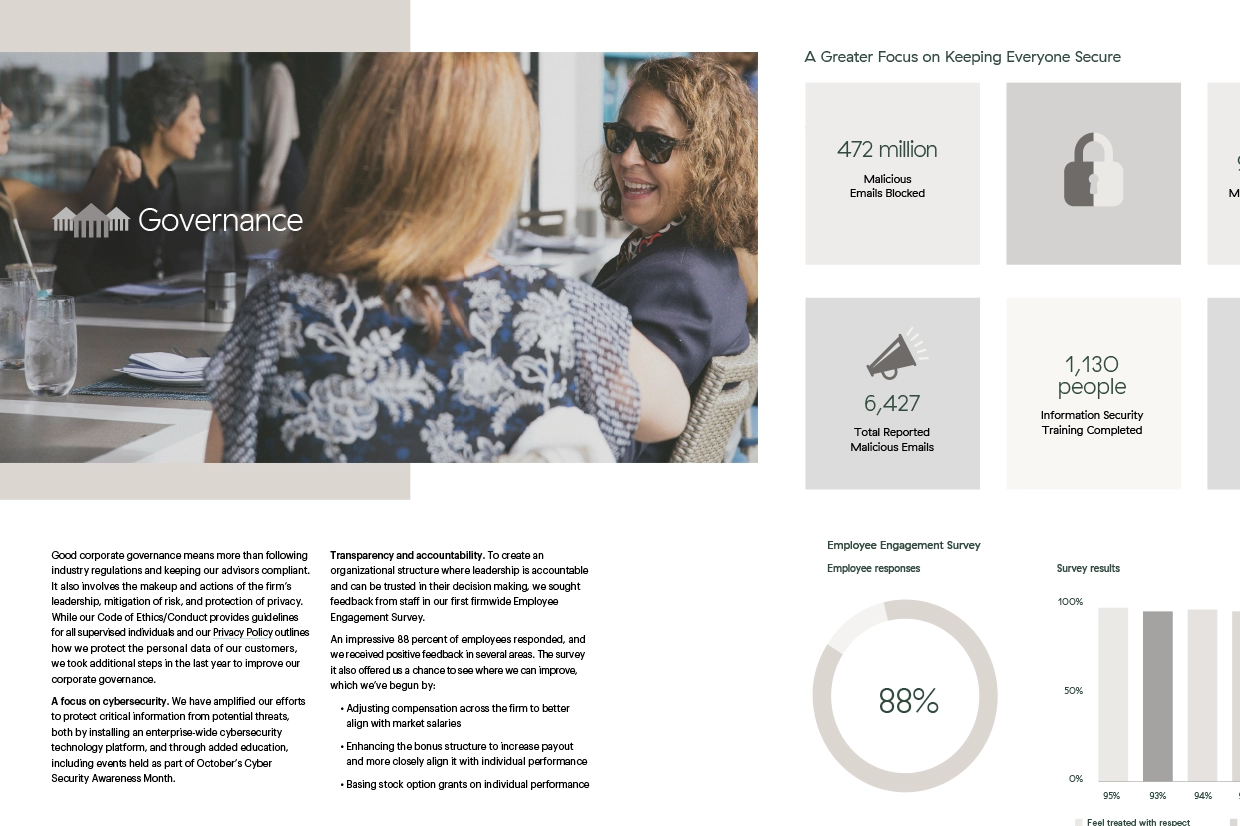 Governance
Good corporate governance means more than following
industry regulations and keeping our advisors compliant.
It also involves the makeup and actions of the firm's
leadership, mitigation of risk, and protection of privacy.
While our Code of Ethics/Conduct provides guidelines
for all supervised individuals and our Privacy Policy outlines
how we protect the personal data of our customers,
we took additional steps in the last year to improve our
corporate governance.
A focus on cybersecurity. We have amplified our efforts
to protect critical information from potential threats,
both by installing an enterprise-wide cybersecurity
technology platform, and through added education,
including events held as part of October's Cyber
Security Awareness Month.
Transparency and accountability. To create an
organizational structure where leadership is accountable
and can be trusted in their decision making, we sought
feedback from staff in our first firmwide Employee
Engagement Survey.
An impressive 88 percent of employees responded, and
we received positive feedback in several areas. The survey
it also offered us a chance to see where we can improve,
which we've begun by:
• Adjusting compensation across the firm to better
align with market salaries
• Enhancing the bonus structure to increase payout
and more closely align it with individual performance
• Basing stock option grants on individual performance
A Greater Focus on Keeping Everyone Secure
472 million
Malicious
Emails Blocked
6,427
Total Reported
Malicious Emails
1,130
people
Information Security
Training Completed
Employee Engagement Survey
Employee responses
88%
Survey results
100%
50%
0%
95%
93%
94%
Feel treated with respect